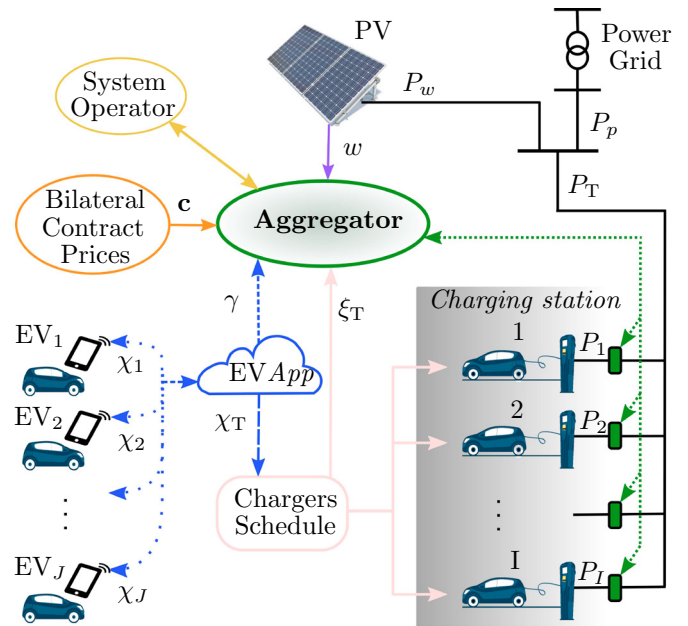 PV
Power
Grid
System
Operator
P_w
P_p
w
P_T
Bilateral
Contract
Prices
c
Aggregator
γ
ξ_T
Charging station
EV_1
χ_1
EVApp
1
P_1
EV_2
χ_2
χ_T
2
P_2
...
Chargers
Schedule
...
EV_J
χ_J
I
P_I